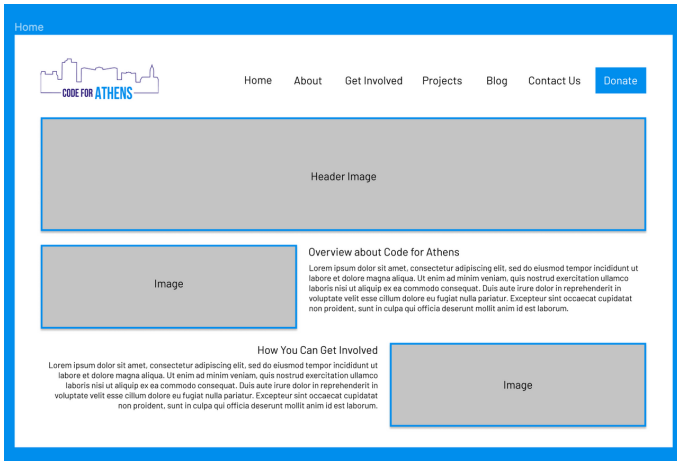 Home
CODE FOR ATHENS
Home About Get Involved Projects Blog Contact Us Donate
Header Image
Image
Overview about Code for Athens
Lorem ipsum dolor sit amet, consectetur adipiscing elit, sed do eiusmod tempor incididunt ut
labore et dolore magna aliqua. Ut enim ad minim veniam, quis nostrud exercitation ullamco
laboris nisi ut aliquip ex ea commodo consequat. Duis aute irure dolor in reprehenderit in
voluptate velit esse cillum dolore eu fugiat nulla pariatur. Excepteur sint occaecat cupidatat
non proident, sunt in culpa qui officia deserunt mollit anim id est laborum.
How You Can Get Involved
Lorem ipsum dolor sit amet, consectetur adipiscing elit, sed do eiusmod tempor incididunt ut
labore et dolore magna aliqua. Ut enim ad minim veniam, quis nostrud exercitation ullamco
laboris nisi ut aliquip ex ea commodo consequat. Duis aute irure dolor in reprehenderit in
voluptate velit esse cillum dolore eu fugiat nulla pariatur. Excepteur sint occaecat cupidatat
non proident, sunt in culpa qui officia deserunt mollit anim id est laborum.
Image